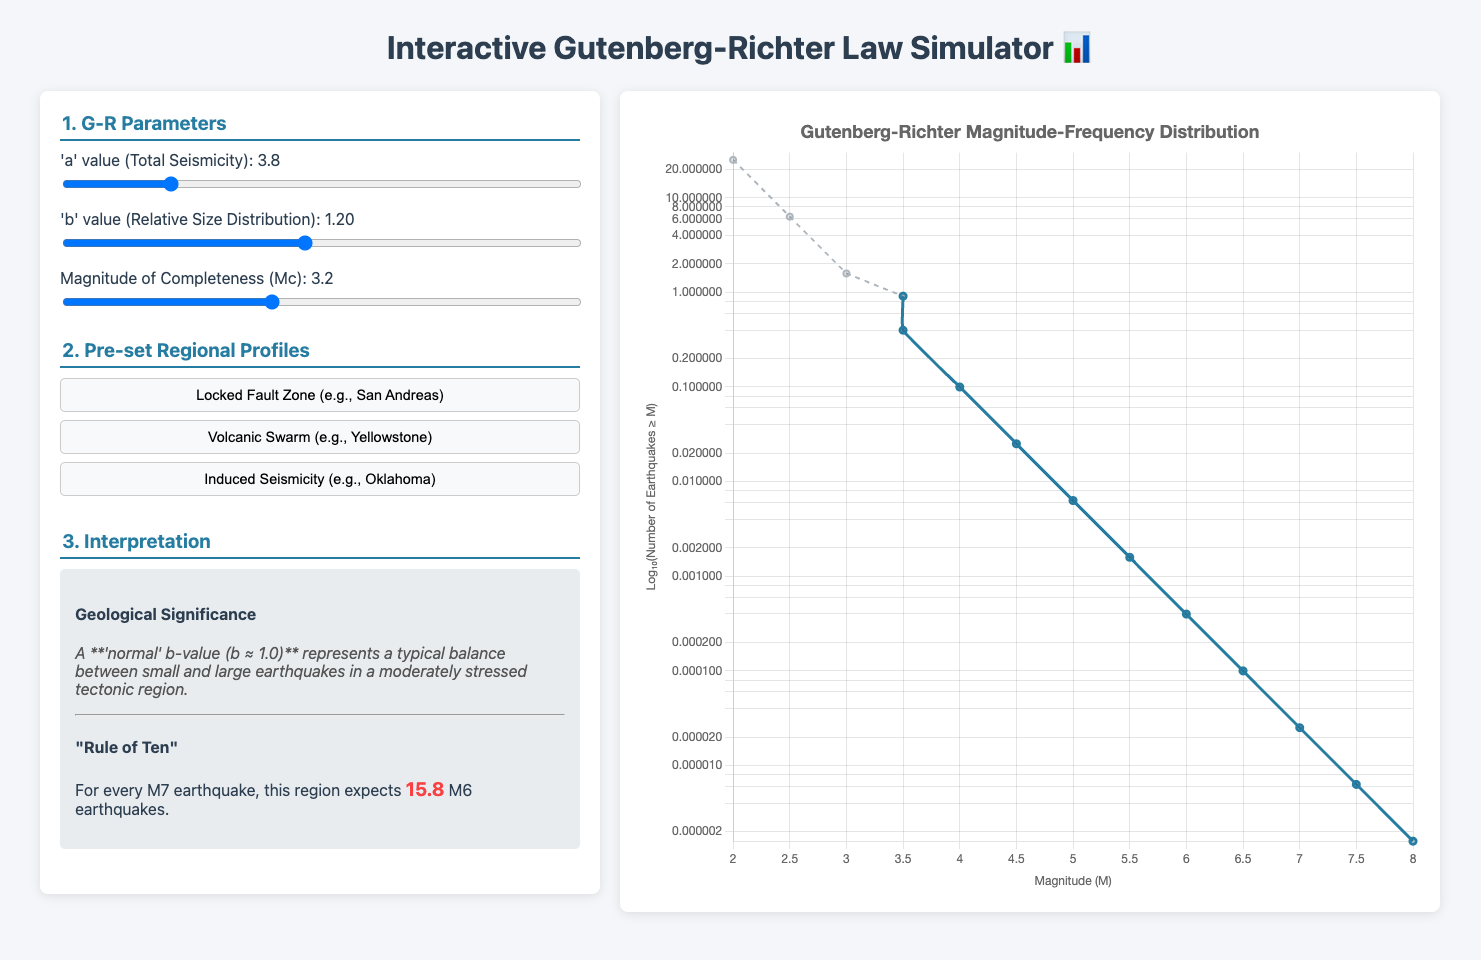 Interactive Gutenberg-Richter Law Simulator 📊
1. G-R Parameters
'a' value (Total Seismicity): 3.8
'b' value (Relative Size Distribution): 1.20
Magnitude of Completeness (Mc): 3.2
2. Pre-set Regional Profiles
Locked Fault Zone (e.g., San Andreas)
Volcanic Swarm (e.g., Yellowstone)
Induced Seismicity (e.g., Oklahoma)
3. Interpretation
Geological Significance
A **'normal' b-value (b ≈ 1.0)** represents a typical balance
between small and large earthquakes in a moderately stressed
tectonic region.
"Rule of Ten"
For every M7 earthquake, this region expects 15.8 M6
earthquakes.
Gutenberg-Richter Magnitude-Frequency Distribution
Log₁₀(Number of Earthquakes ≥ M)
20.000000
10.000000
8.000000
6.000000
4.000000
2.000000
1.000000
0.200000
0.100000
0.020000
0.010000
0.002000
0.001000
0.000200
0.000100
0.000020
0.000010
0.000002
2 2.5 3 3.5 4 4.5 5 5.5 6 6.5 7 7.5 8
Magnitude (M)